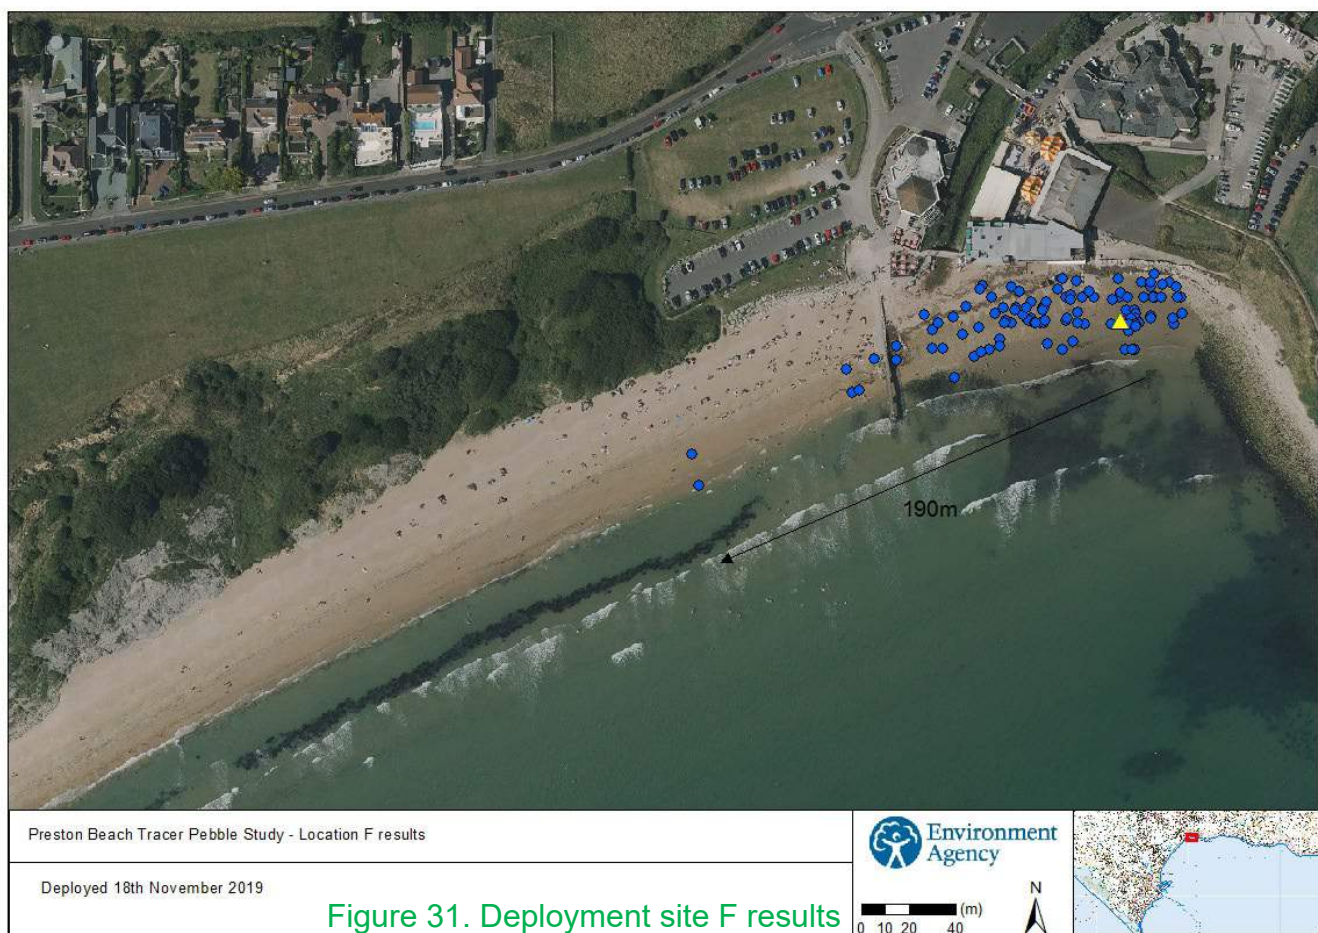 190m
Preston Beach Tracer Pebble Study - Location F results
Deployed 18th November 2019
Figure 31. Deployment site F results
Environment
Agency
N
(m)
0 10 20 40